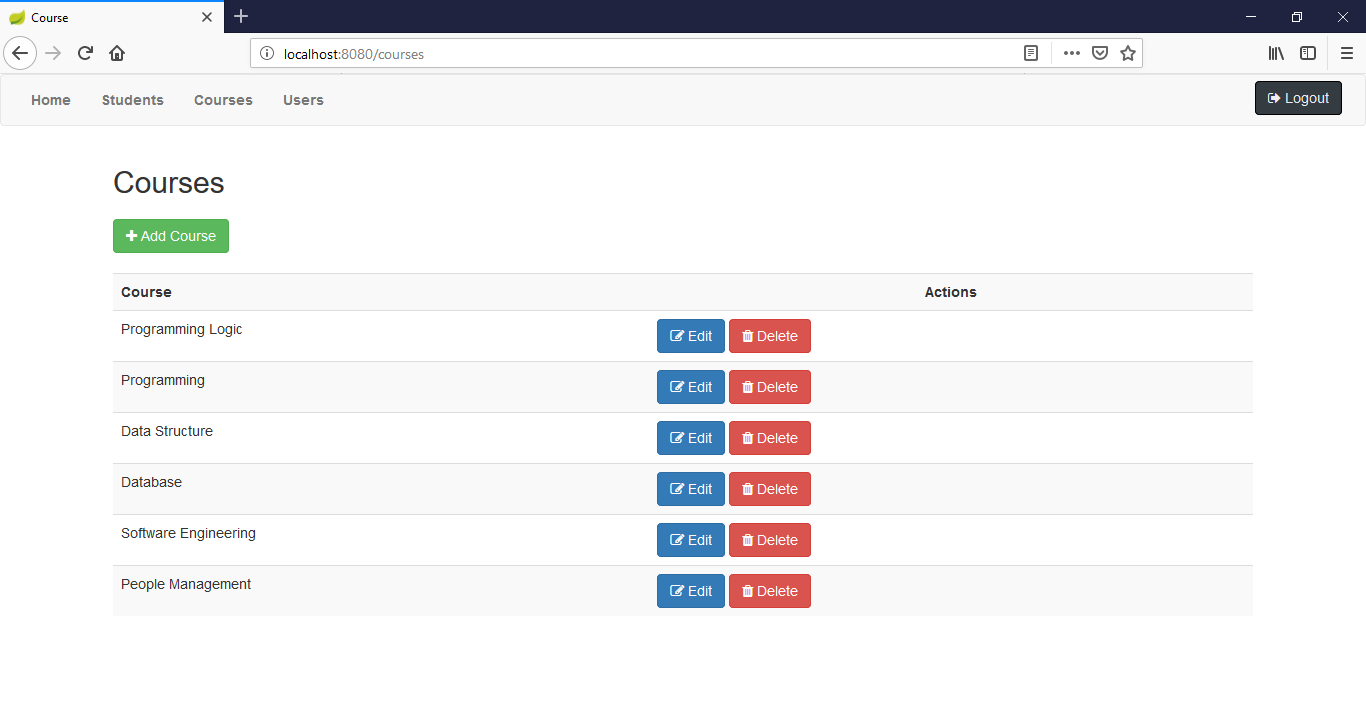 Course
localhost:8080/courses
Home Students Courses Users Logout
Courses
Add Course
Course Actions
Programming Logic Edit Delete
Programming Edit Delete
Data Structure Edit Delete
Database Edit Delete
Software Engineering Edit Delete
People Management Edit Delete